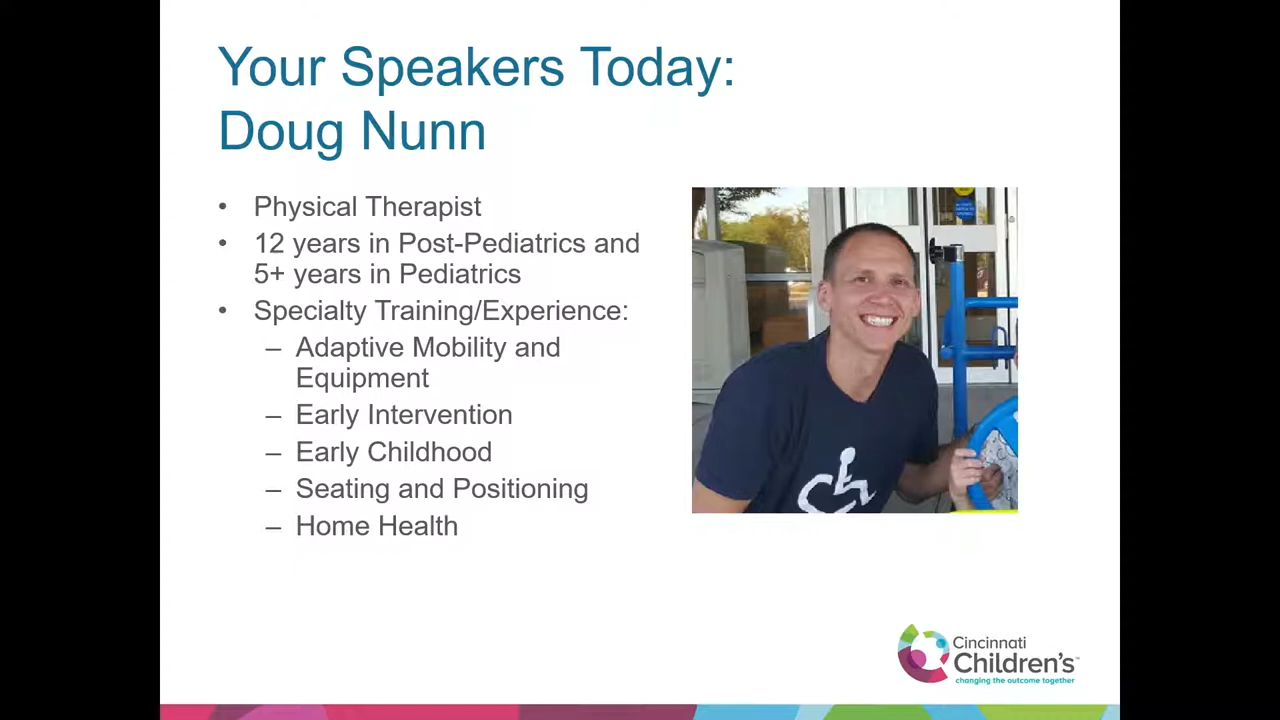 Your Speakers Today:
Doug Nunn
• Physical Therapist
• 12 years in Post-Pediatrics and
5+ years in Pediatrics
• Specialty Training/Experience:
– Adaptive Mobility and
Equipment
– Early Intervention
– Early Childhood
– Seating and Positioning
– Home Health
Cincinnati
Children's™
changing the outcome together